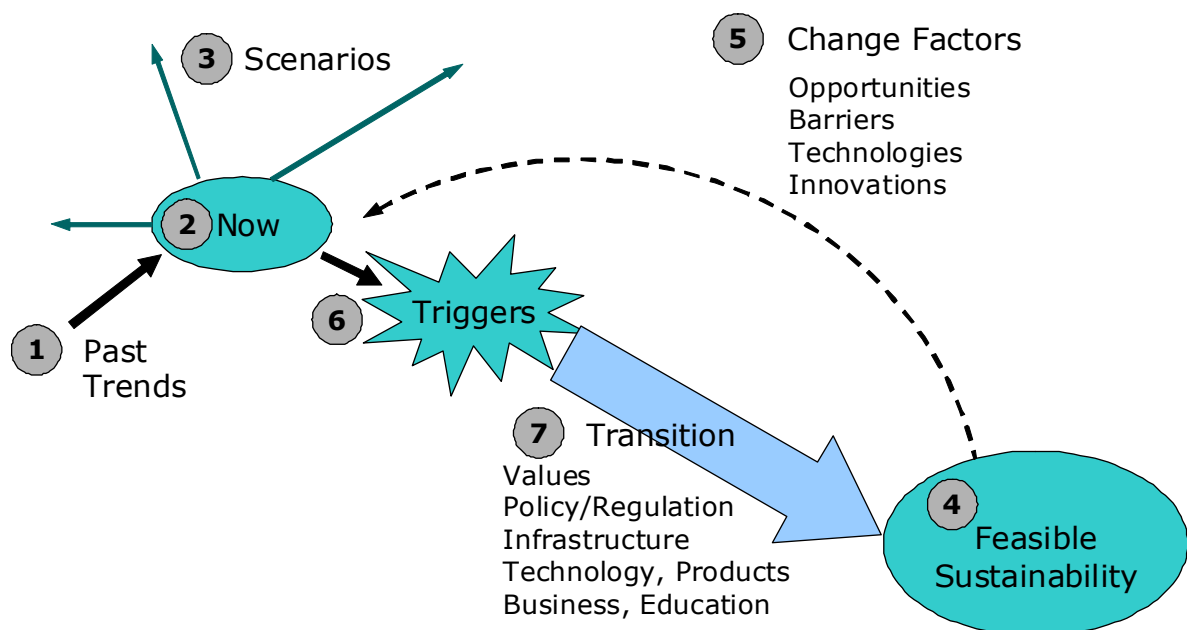 3 Scenarios
5 Change Factors
Opportunities
Barriers
Technologies
Innovations
2 Now
6 Triggers
1 Past
Trends
7 Transition
Values
Policy/Regulation
Infrastructure
Technology, Products
Business, Education
4
Feasible
Sustainability